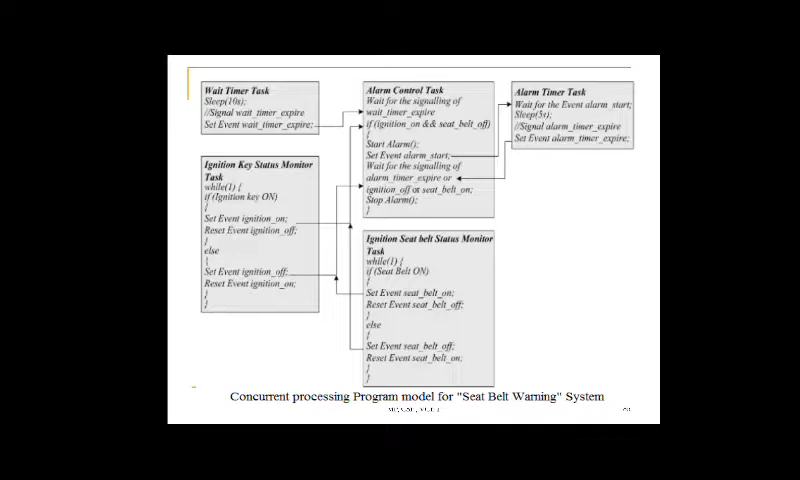 Wait Timer Task
Sleep(10s);
//Signal wait_timer_expire
Set Event wait_timer_expire;
Ignition Key Status Monitor
Task
while(1) {
if (Ignition key ON)
{
Set Event ignition_on;
Reset Event ignition_off;
}
else
{
Set Event ignition_off;
Reset Event ignition_on;
}
}
Alarm Control Task
Wait for the signalling of
wait_timer_expire
if (ignition_on && seat_belt_off)
{
Start Alarm();
Set Event alarm_start;
Wait for the signalling of
alarm_timer_expire or
ignition_off or seat_belt_on;
Stop Alarm();
}
Ignition Seat belt Status Monitor
Task
while(1) {
if (Seat Belt ON)
{
Set Event seat_belt_on;
Reset Event seat_belt_off;
}
else
{
Set Event seat_belt_off;
Reset Event seat_belt_on;
}
}
Alarm Timer Task
Wait for the Event alarm_start;
Sleep(5s);
//Signal alarm_timer_expire
Set Event alarm_timer_expire;
Concurrent processing Program model for "Seat Belt Warning" System